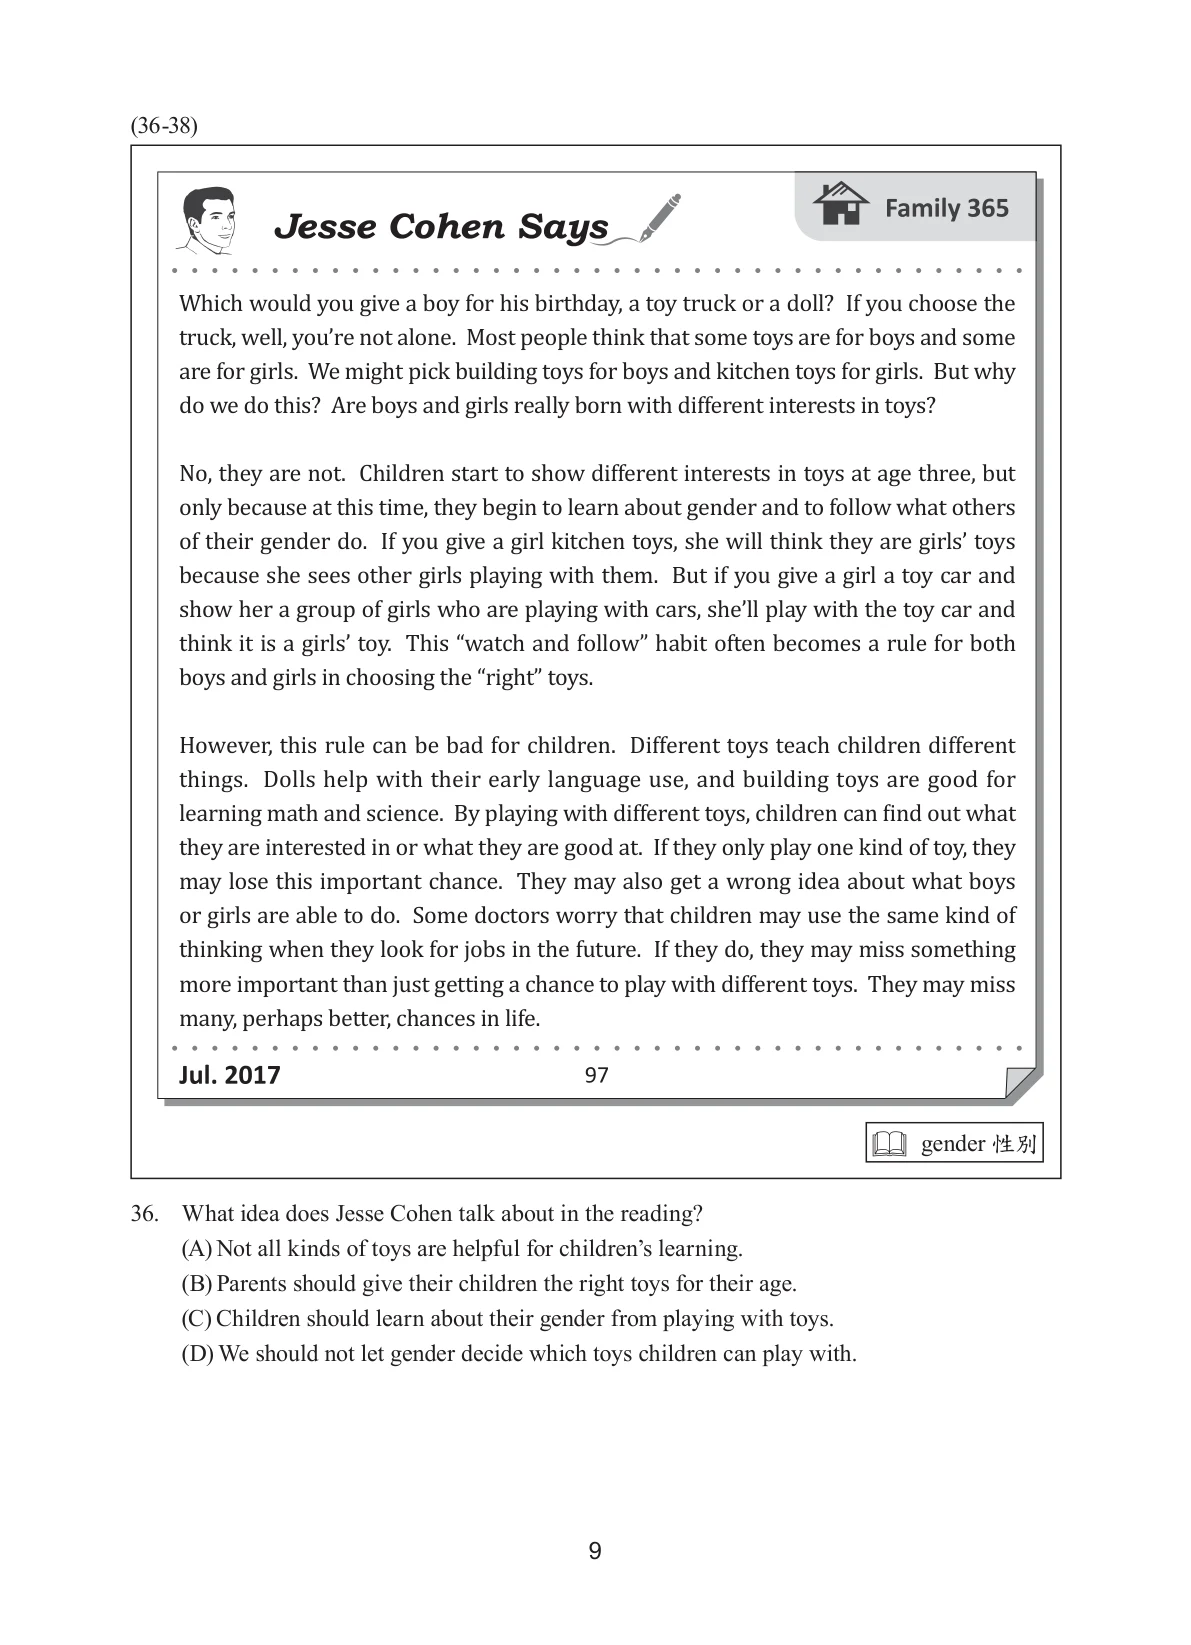 (36-38)
Jesse Cohen Says
Family 365
Which would you give a boy for his birthday, a toy truck or a doll? If you choose the
truck, well, you’re not alone. Most people think that some toys are for boys and some
are for girls. We might pick building toys for boys and kitchen toys for girls. But why
do we do this? Are boys and girls really born with different interests in toys?
No, they are not. Children start to show different interests in toys at age three, but
only because at this time, they begin to learn about gender and to follow what others
of their gender do. If you give a girl kitchen toys, she will think they are girls’ toys
because she sees other girls playing with them. But if you give a girl a toy car and
show her a group of girls who are playing with cars, she’ll play with the toy car and
think it is a girls’ toy. This “watch and follow” habit often becomes a rule for both
boys and girls in choosing the “right” toys.
However, this rule can be bad for children. Different toys teach children different
things. Dolls help with their early language use, and building toys are good for
learning math and science. By playing with different toys, children can find out what
they are interested in or what they are good at. If they only play one kind of toy, they
may lose this important chance. They may also get a wrong idea about what boys
or girls are able to do. Some doctors worry that children may use the same kind of
thinking when they look for jobs in the future. If they do, they may miss something
more important than just getting a chance to play with different toys. They may miss
many, perhaps better, chances in life.
Jul. 2017
97
gender 性別
36. What idea does Jesse Cohen talk about in the reading?
(A) Not all kinds of toys are helpful for children’s learning.
(B) Parents should give their children the right toys for their age.
(C) Children should learn about their gender from playing with toys.
(D) We should not let gender decide which toys children can play with.
9